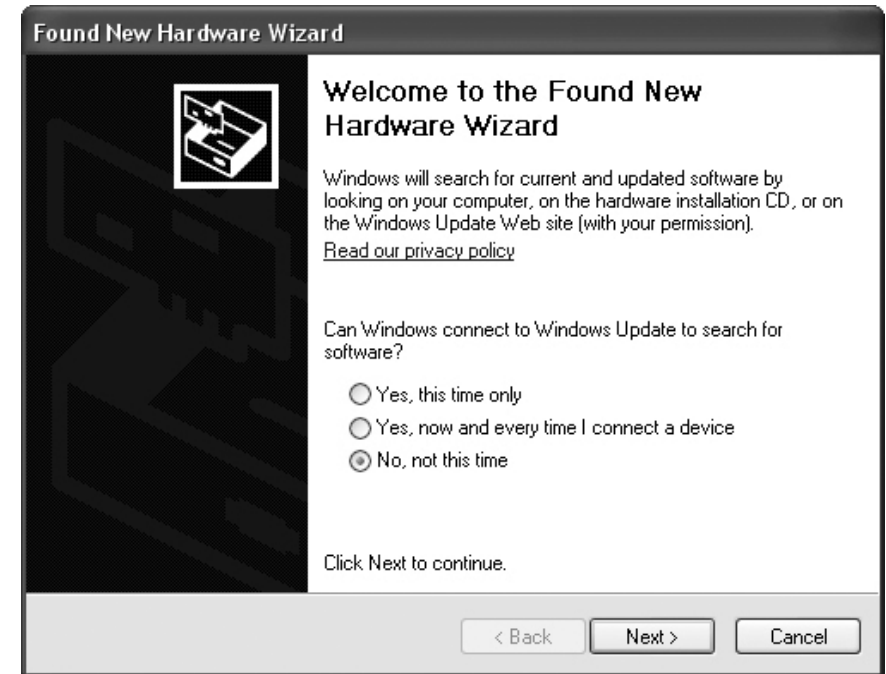 Found New Hardware Wizard
Welcome to the Found New
Hardware Wizard
Windows will search for current and updated software by
looking on your computer, on the hardware installation CD, or on
the Windows Update Web site (with your permission).
Read our privacy policy
Can Windows connect to Windows Update to search for
software?
Yes, this time only
Yes, now and every time I connect a device
No, not this time
Click Next to continue.
< Back Next > Cancel